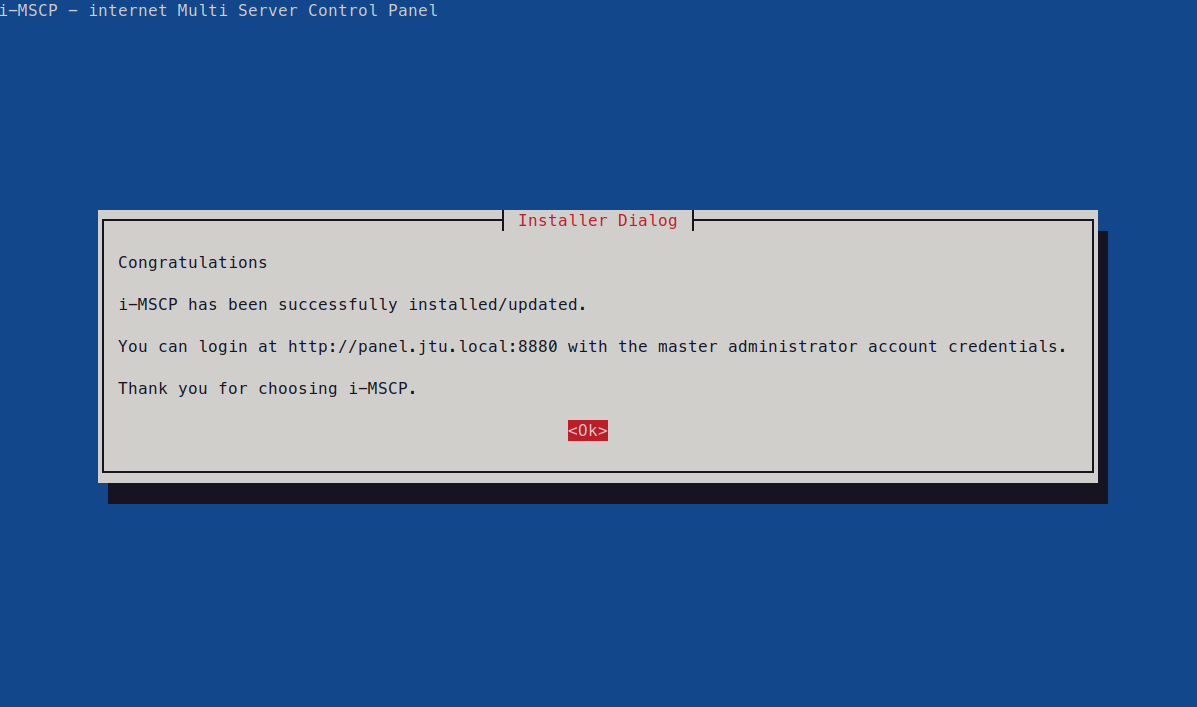 i-MSCP - internet Multi Server Control Panel
Installer Dialog
Congratulations
i-MSCP has been successfully installed/updated.
You can login at http://panel.jtu.local:8880 with the master administrator account credentials.
Thank you for choosing i-MSCP.
<Ok>